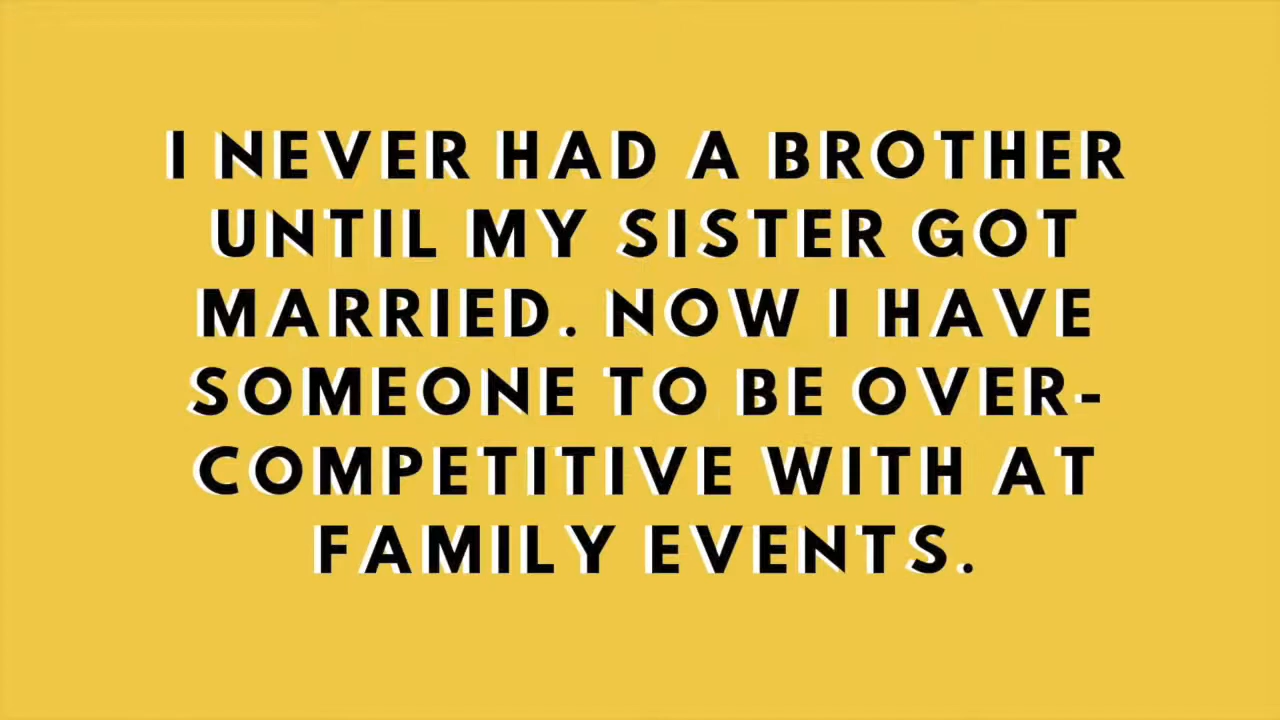 I NEVER HAD A BROTHER
UNTIL MY SISTER GOT
MARRIED. NOW I HAVE
SOMEONE TO BE OVER-
COMPETITIVE WITH AT
FAMILY EVENTS.